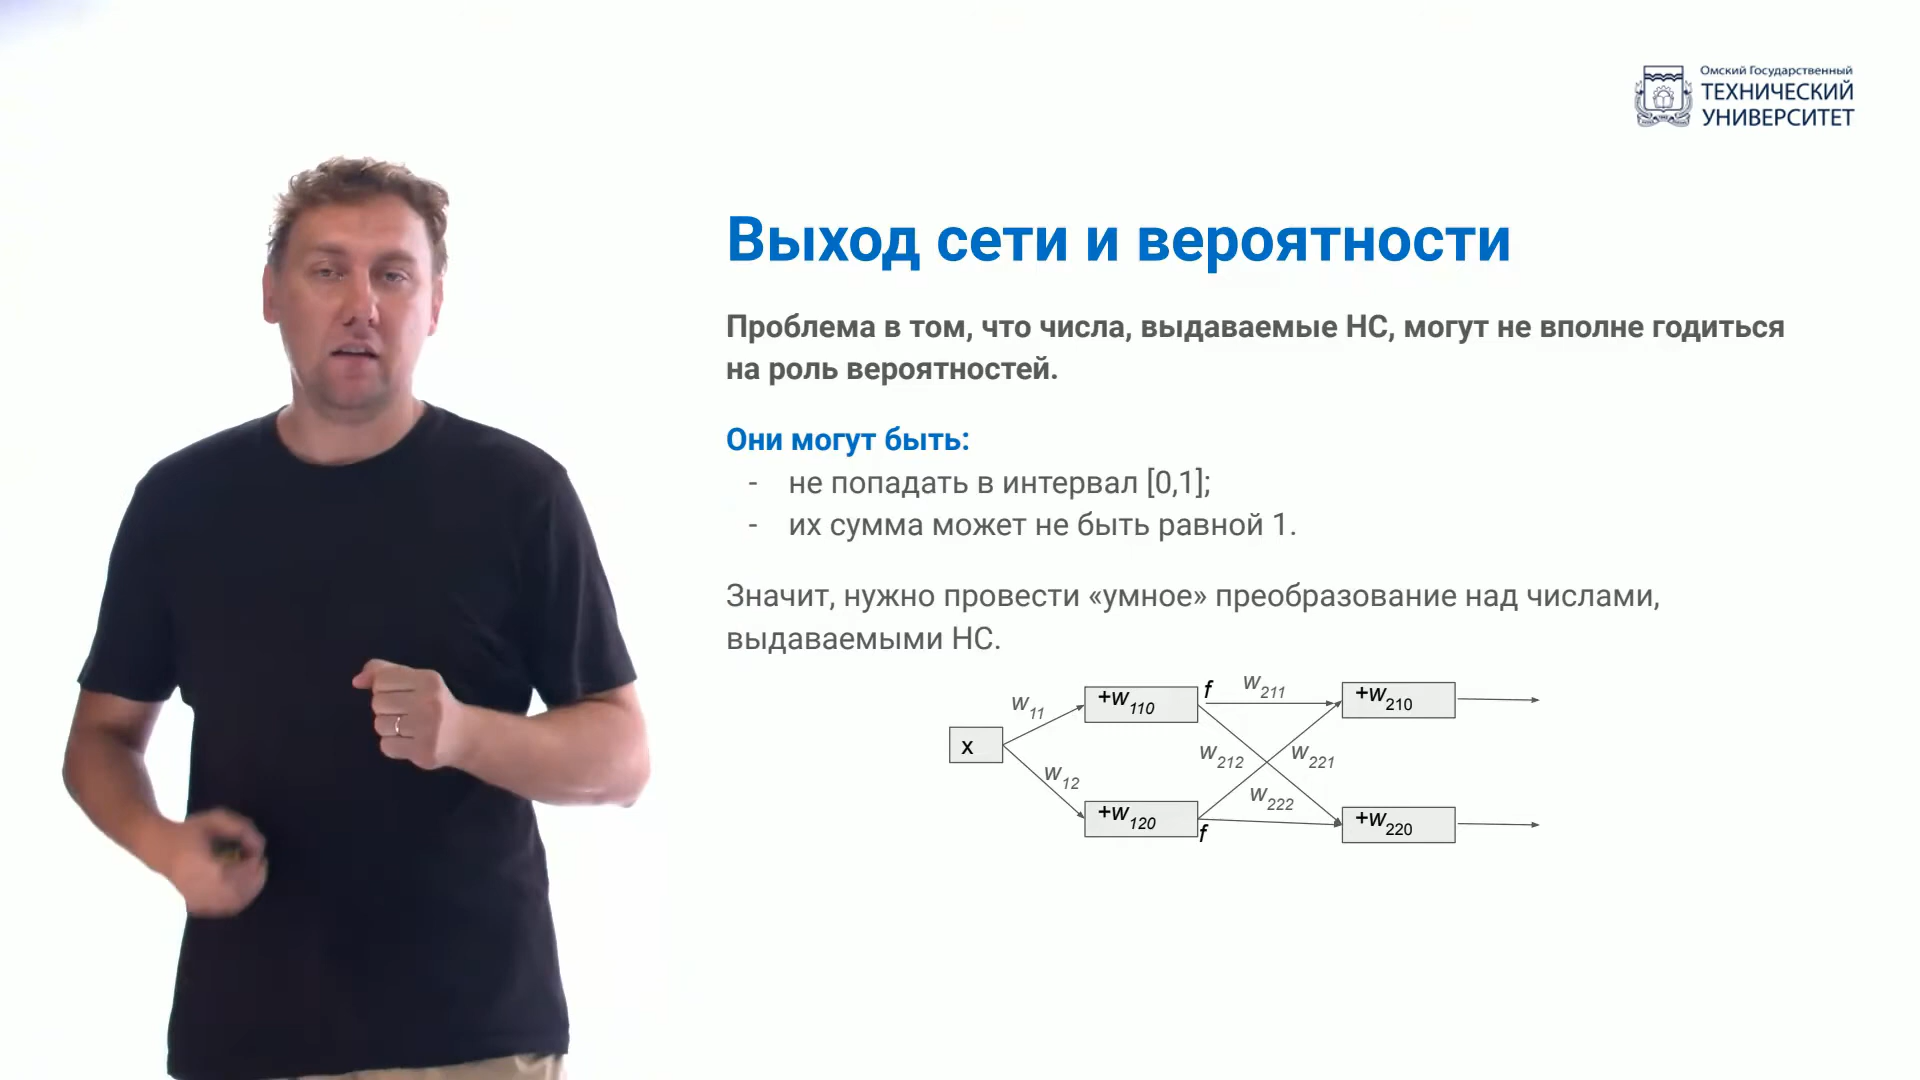 Омский Государственный
ТЕХНИЧЕСКИЙ
УНИВЕРСИТЕТ
Выход сети и вероятности
Проблема в том, что числа, выдаваемые НС, могут не вполне годиться
на роль вероятностей.
Они могут быть:
- не попадать в интервал [0,1];
- их сумма может не быть равной 1.
Значит, нужно провести «умное» преобразование над числами,
выдаваемыми НС.
w11
+w110
f
w211
+w210
x
w212
w221
w12
w222
+w120
f
+w220